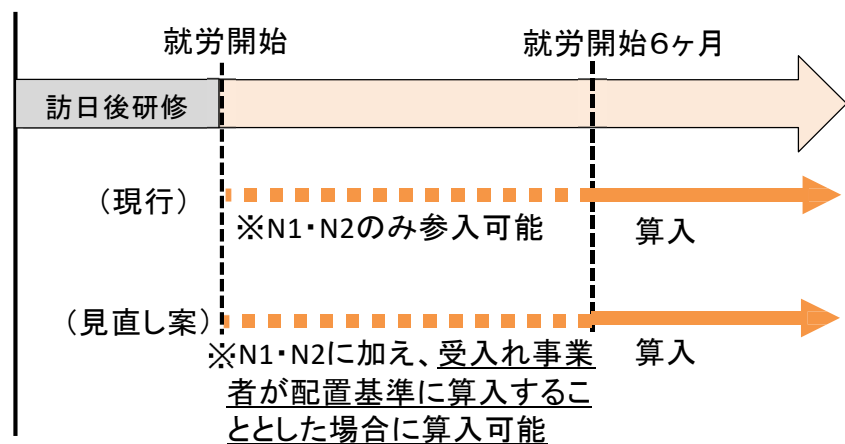 就労開始
就労開始６ヶ月
訪日後研修
（現行）
※N1・N2のみ参入可能
算入
（見直し案）
※N1・N2に加え、受入れ事業
者が配置基準に算入するこ
ととした場合に算入可能
算入